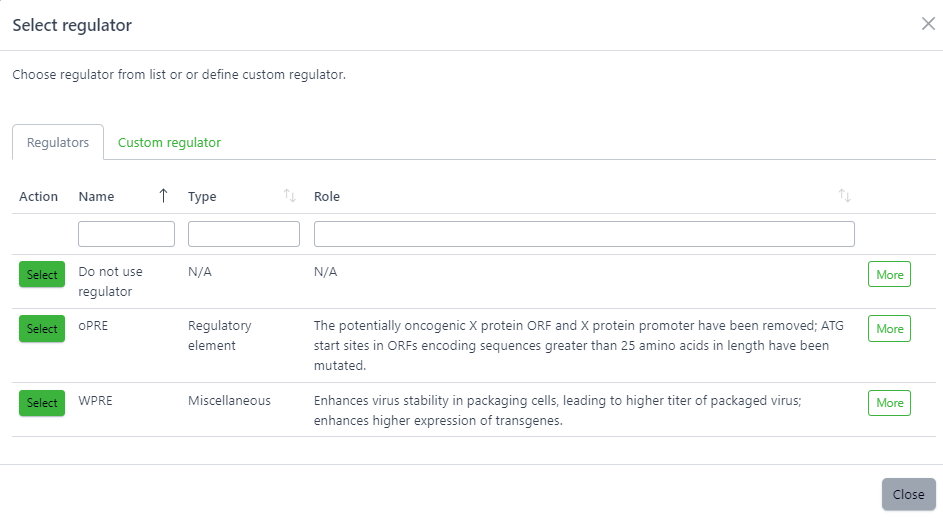 Select regulator
Choose regulator from list or or define custom regulator.
Regulators
Custom regulator
Action Name Type Role
Select Do not use N/A N/A More
regulator
Select oPRE Regulatory The potentially oncogenic X protein ORF and X protein promoter have been removed; ATG More
element start sites in ORFs encoding sequences greater than 25 amino acids in length have been
mutated.
Select WPRE Miscellaneous Enhances virus stability in packaging cells, leading to higher titer of packaged virus; More
enhances higher expression of transgenes.
Close